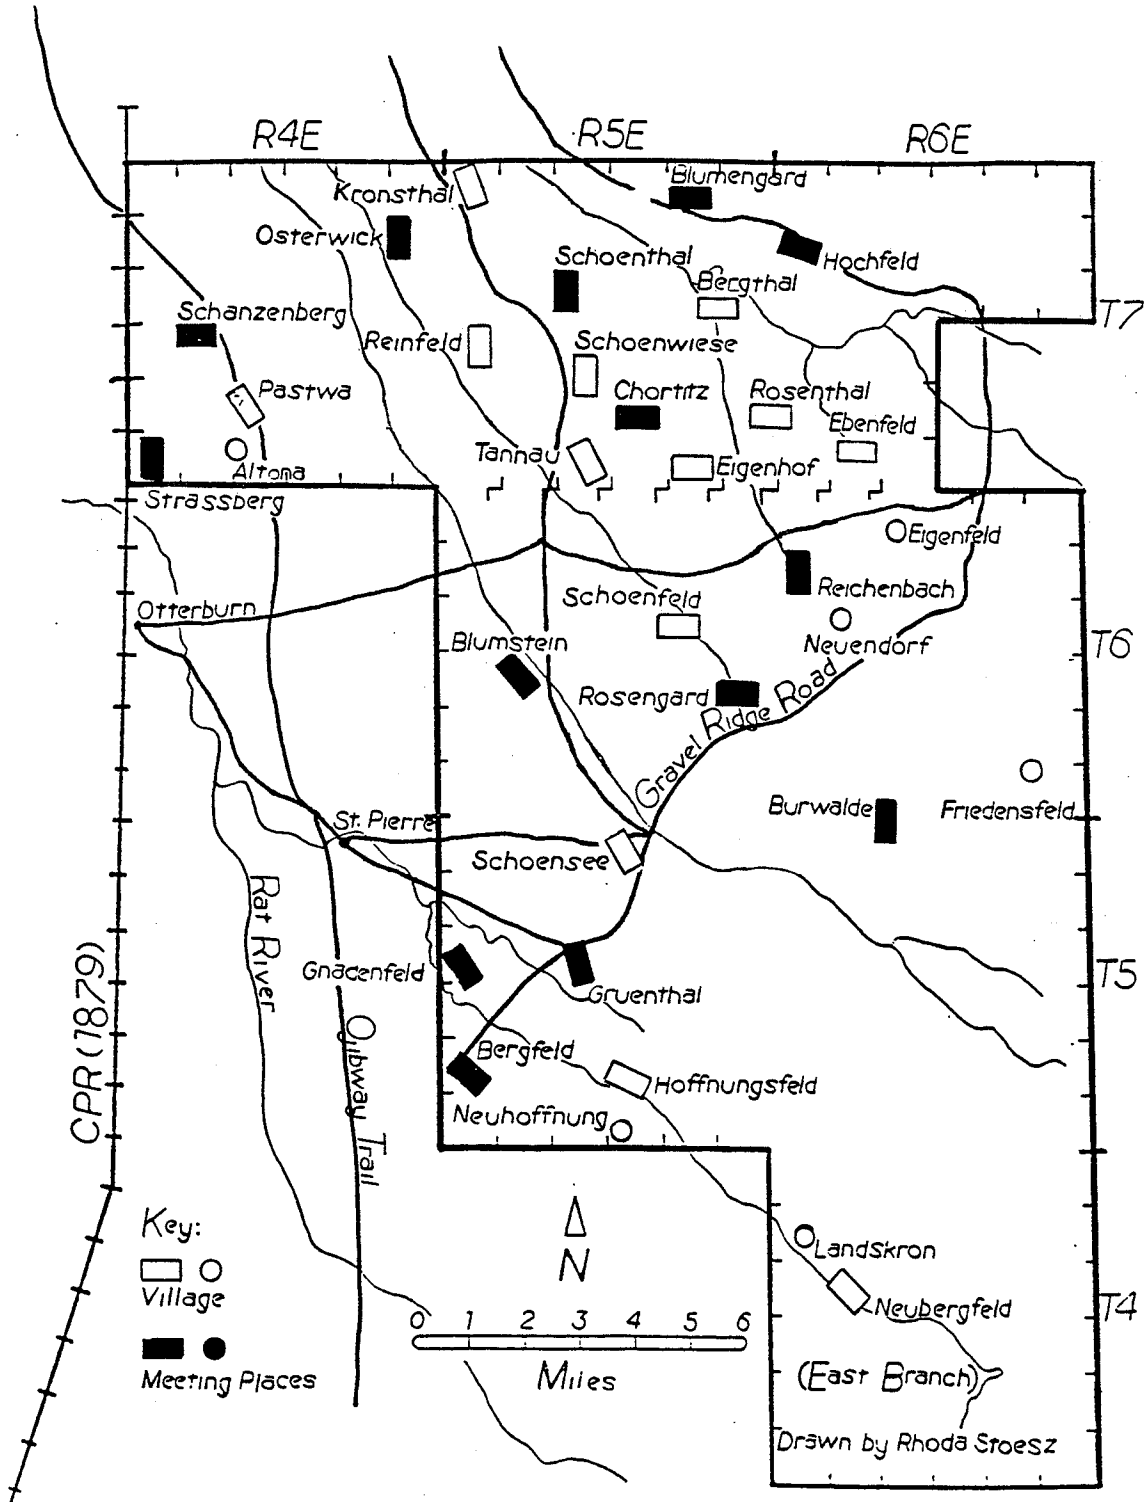 R4E
R5E
R6E
Kronsthal
Blumengard
Osterwick
Schoenthal
Hochfeld
Bergthal
Schanzenberg
T7
Reinfeld
Schoenwiese
Pastwa
Chortitz
Rosenthal
Ebenfeld
Tannau
Eigenhof
Altona
Strassberg
Eigenfeld
Reichenbach
Schoenfeld
Otterburn
Neuendorf
T6
Blumstein
Rosengard
Gravel Ridge Road
Burwalde
Friedensfeld
St. Pierre
Schoensee
Rat River
Gnadenfeld
Gruenthal
T5
CPR (1879)
Ojibway Trail
Bergfeld
Hoffnungsfeld
Neuhoffnung
Key:
Village
Meeting Places
N
Landskron
Neubergfeld
T4
0 1 2 3 4 5 6
Miles
(East Branch)
Drawn by Rhoda Stoesz